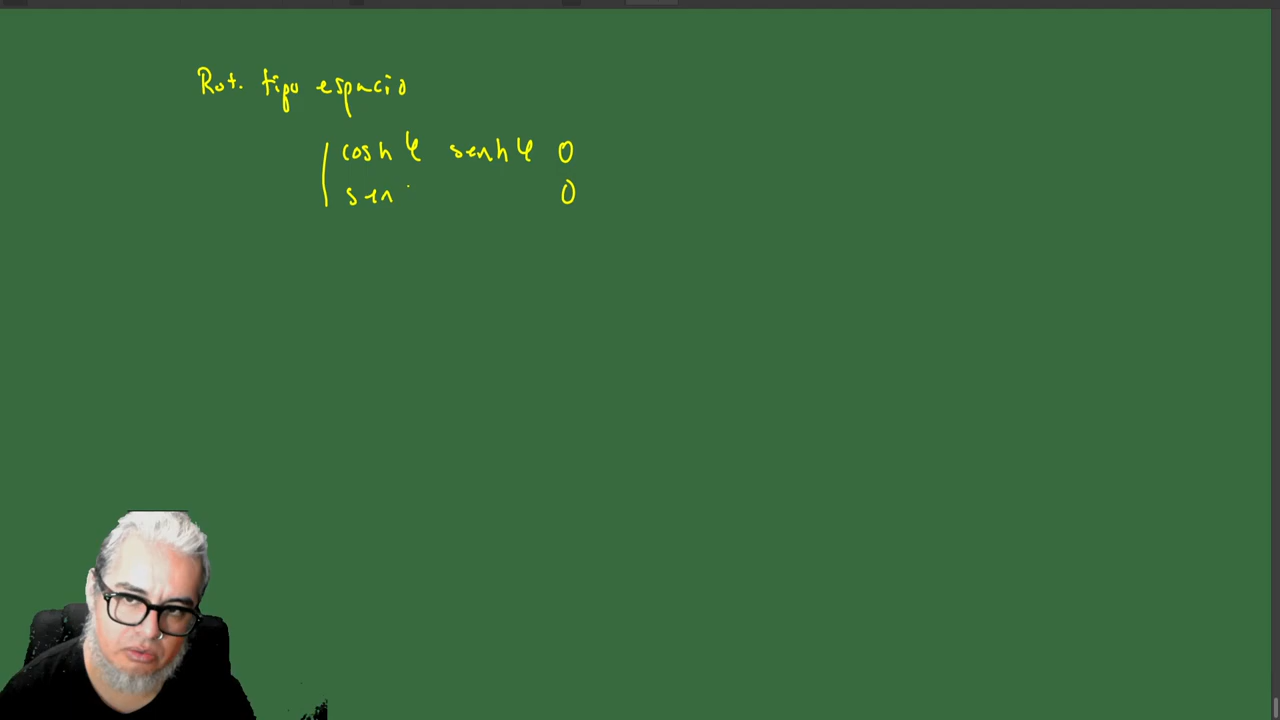 Rot. tipo espacio
cosh φ senh φ 0
sen 0